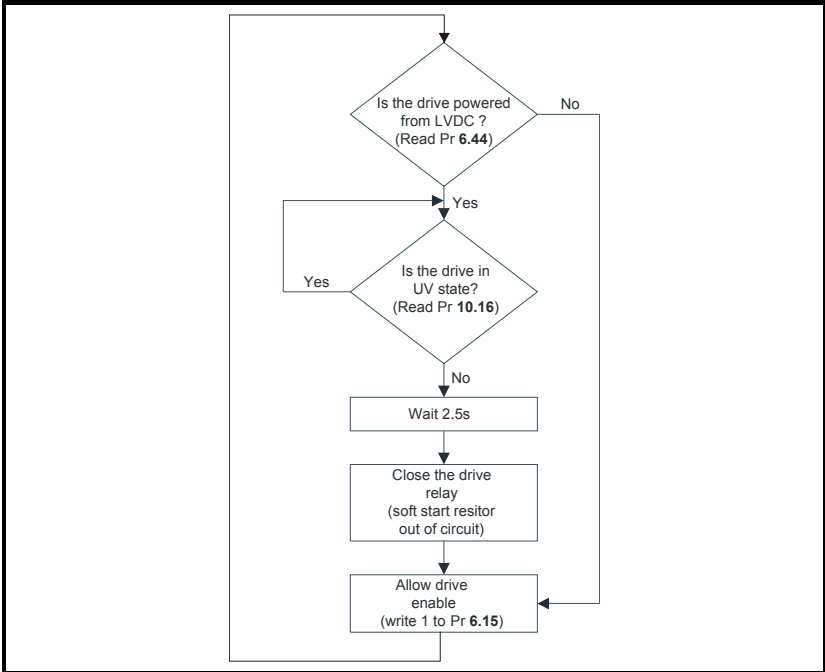 Is the drive powered
from LVDC ?
(Read Pr 6.44)
No
Yes
Is the drive in
UV state?
(Read Pr 10.16)
Yes
No
Wait 2.5s
Close the drive
relay
(soft start resitor
out of circuit)
Allow drive
enable
(write 1 to Pr 6.15)